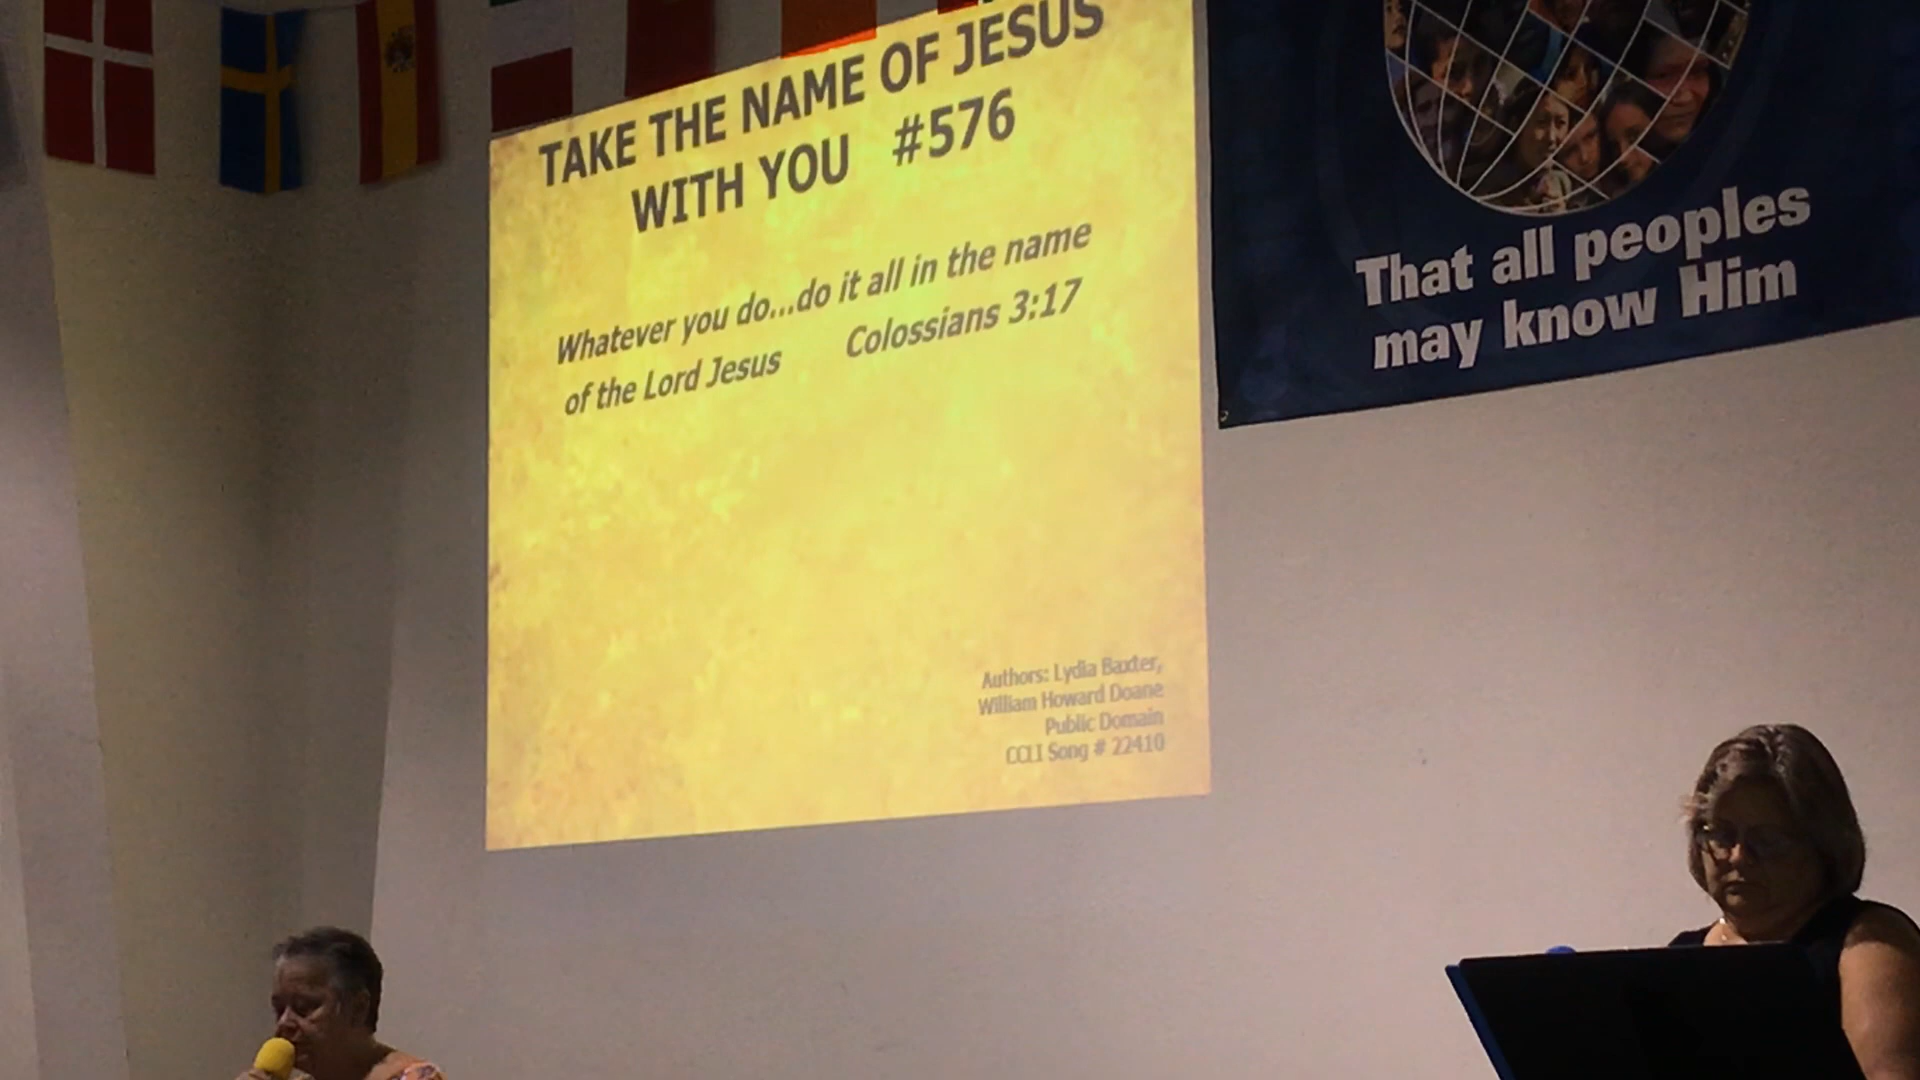 TAKE THE NAME OF JESUS
WITH YOU #576
Whatever you do...do it all in the name
of the Lord Jesus Colossians 3:17
Authors: Lydia Baxter,
William Howard Doane
Public Domain
CCLI Song # 22410
That all peoples
may know Him